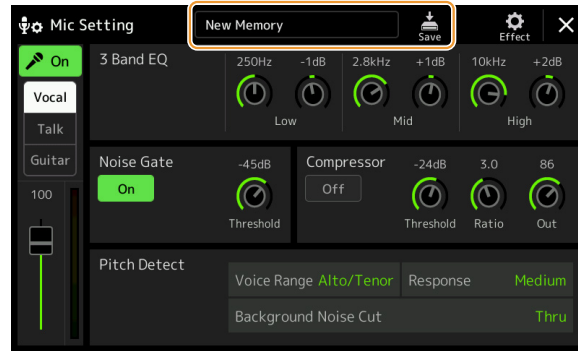 Mic Setting
New Memory
Save
Effect
On
Vocal
Talk
Guitar
100
3 Band EQ
250Hz -1dB 2.8kHz +1dB 10kHz +2dB
Low Mid High
Noise Gate
On
-45dB
Threshold
Compressor
Off
-24dB 3.0 86
Threshold Ratio Out
Pitch Detect
Voice Range Alto/Tenor Response Medium
Background Noise Cut Thru